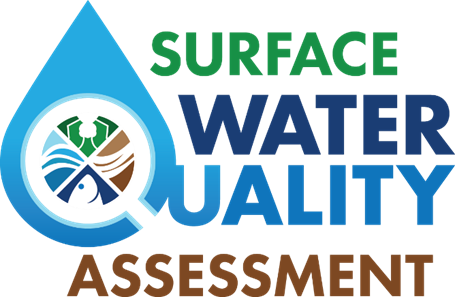 SURFACE
WATER
QUALITY
ASSESSMENT